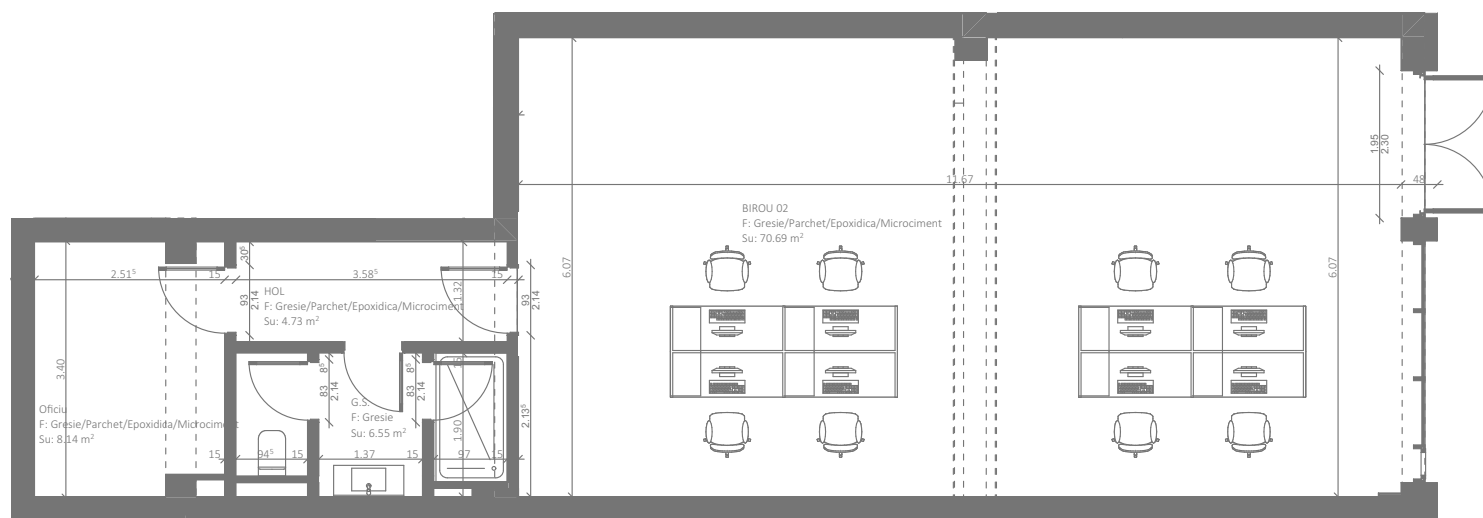 1.95
2.30
11.67
48
BIROU 02
F: Gresie/Parchet/Epoxidica/Microciment
Su: 70.69 m²
6.07
6.07
2.51⁵
15
30⁵
3.58⁵
15
93
2.14
HOL
F: Gresie/Parchet/Epoxidica/Microciment
Su: 4.73 m²
1.32
93
2.14
3.40
8⁵
83
2.14
8⁵
83
2.14
15
Oficiu
F: Gresie/Parchet/Epoxidica/Microciment
Su: 8.14 m²
G.S.
F: Gresie
Su: 6.55 m²
1.90
2.13⁵
15
94⁵
15
1.37
15
97
15